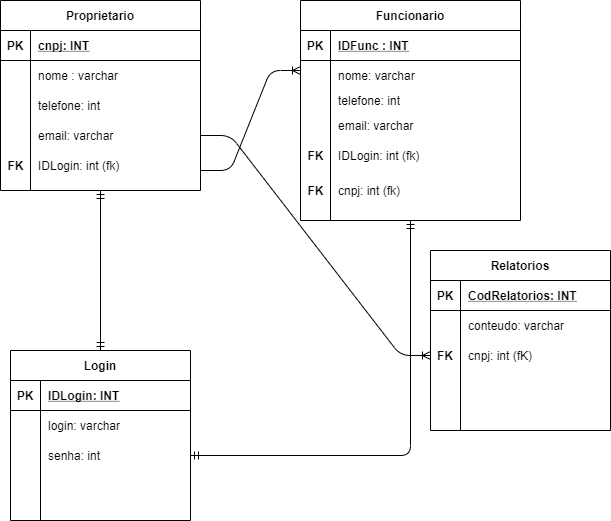 Proprietario
PK cnpj: INT
nome : varchar
telefone: int
email: varchar
FK IDLogin: int (fk)
Funcionario
PK IDFunc : INT
nome: varchar
telefone: int
email: varchar
FK IDLogin: int (fk)
FK cnpj: int (fk)
Relatorios
PK CodRelatorios: INT
conteudo: varchar
FK cnpj: int (fK)
Login
PK IDLogin: INT
login: varchar
senha: int